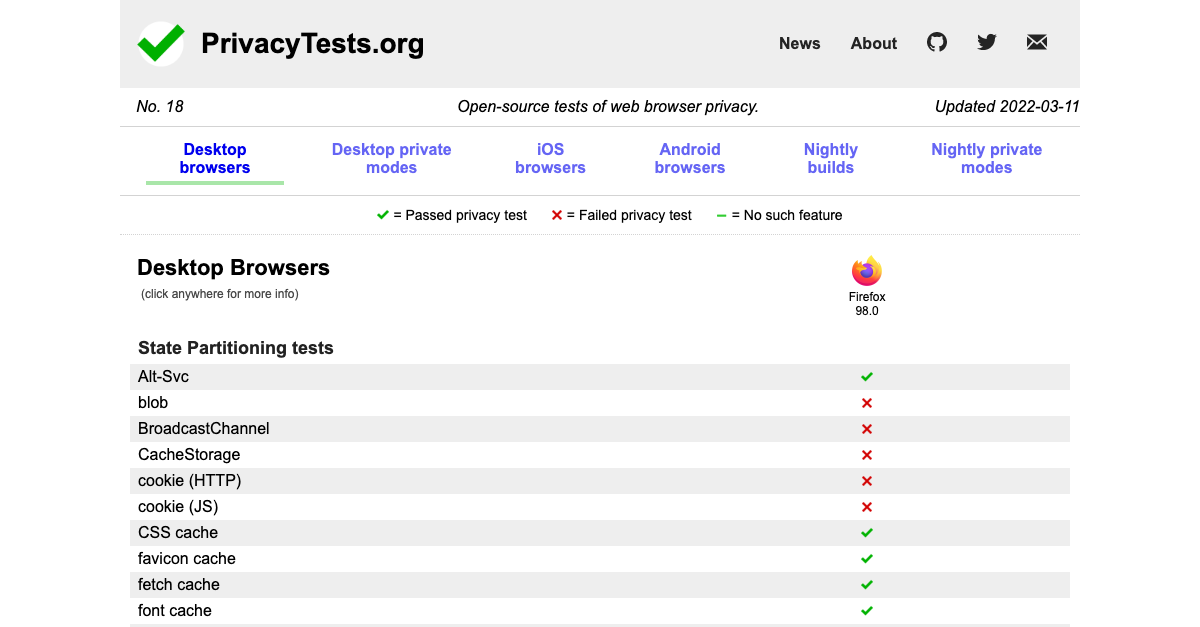 PrivacyTests.org
News About
No. 18 Open-source tests of web browser privacy. Updated 2022-03-11
Desktop browsers Desktop private modes iOS browsers Android browsers Nightly builds Nightly private modes
= Passed privacy test = Failed privacy test = No such feature
Desktop Browsers
(click anywhere for more info)
Firefox
98.0
State Partitioning tests
Alt-Svc
blob
BroadcastChannel
CacheStorage
cookie (HTTP)
cookie (JS)
CSS cache
favicon cache
fetch cache
font cache